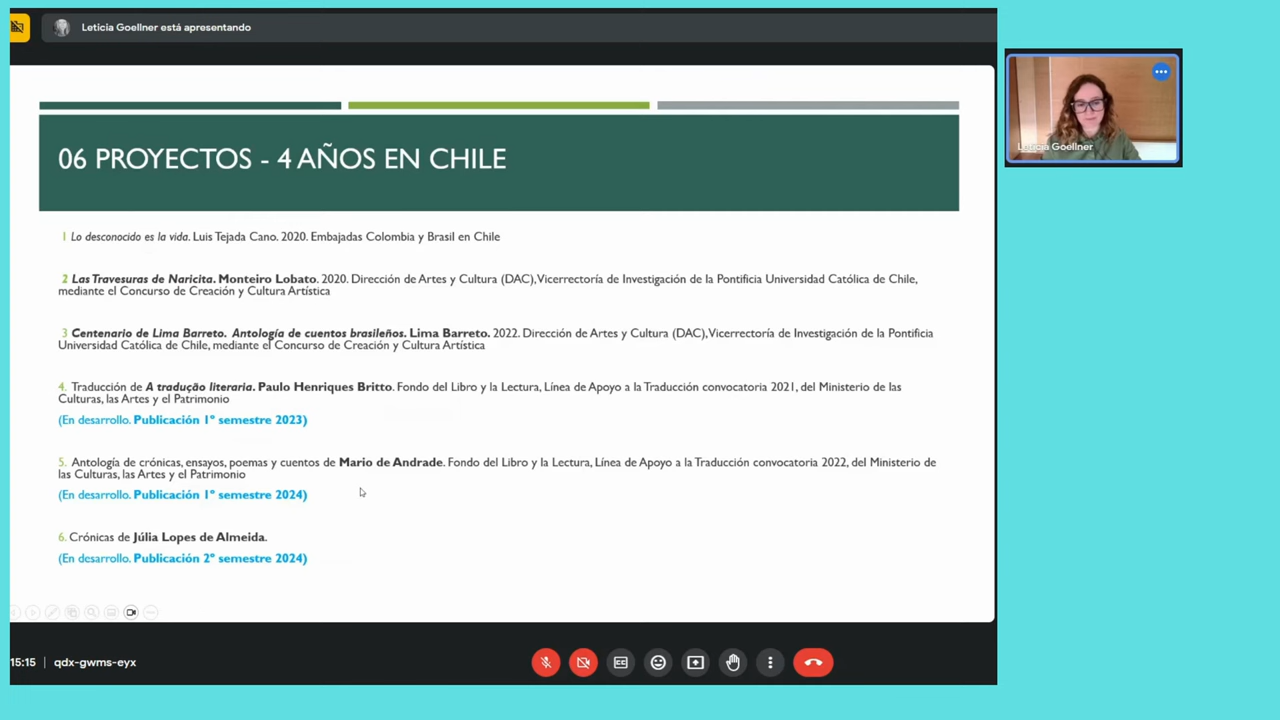 Leticia Goellner está apresentando
06 PROYECTOS - 4 AÑOS EN CHILE
1 Lo desconocido es la vida. Luis Tejada Cano. 2020. Embajadas Colombia y Brasil en Chile
2 Las Travesuras de Naricita. Monteiro Lobato. 2020. Dirección de Artes y Cultura (DAC), Vicerrectoría de Investigación de la Pontificia Universidad Católica de Chile,
mediante el Concurso de Creación y Cultura Artística
3 Centenario de Lima Barreto. Antología de cuentos brasileños. Lima Barreto. 2022. Dirección de Artes y Cultura (DAC), Vicerrectoría de Investigación de la Pontificia
Universidad Católica de Chile, mediante el Concurso de Creación y Cultura Artística
4. Traducción de A tradução literaria. Paulo Henriques Britto. Fondo del Libro y la Lectura, Línea de Apoyo a la Traducción convocatoria 2021, del Ministerio de las
Culturas, las Artes y el Patrimonio
(En desarrollo. Publicación 1º semestre 2023)
5. Antología de crónicas, ensayos, poemas y cuentos de Mario de Andrade. Fondo del Libro y la Lectura, Línea de Apoyo a la Traducción convocatoria 2022, del Ministerio de
las Culturas, las Artes y el Patrimonio
(En desarrollo. Publicación 1º semestre 2024)
6. Crónicas de Júlia Lopes de Almeida.
(En desarrollo. Publicación 2º semestre 2024)
15:15 | qdx-gwms-eyx
Leticia Goellner